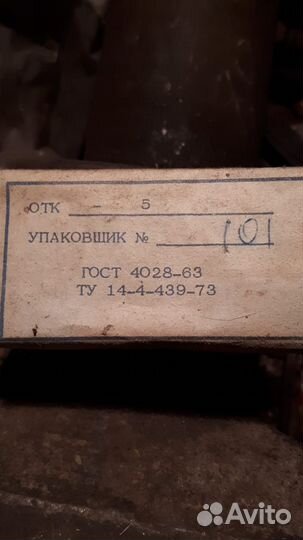 ОТК - 5
УПАКОВЩИК № 101
ГОСТ 4028-63
ТУ 14-4-439-73
Avito